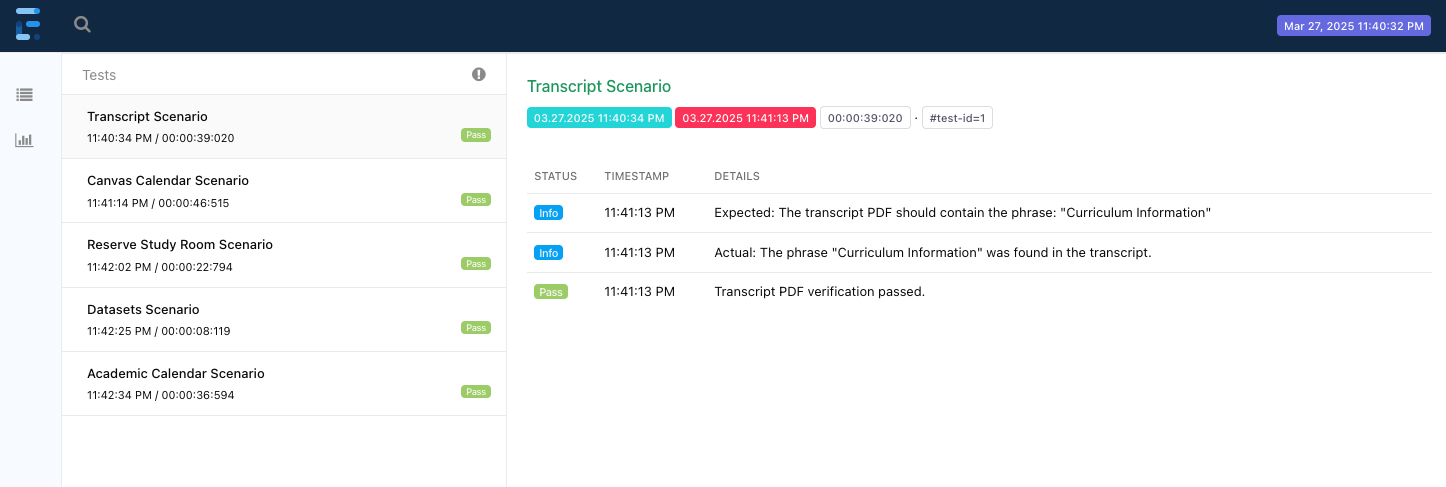 Mar 27, 2025 11:40:32 PM
Tests
Transcript Scenario
11:40:34 PM / 00:00:39:020
Pass
Canvas Calendar Scenario
11:41:14 PM / 00:00:46:515
Pass
Reserve Study Room Scenario
11:42:02 PM / 00:00:22:794
Pass
Datasets Scenario
11:42:25 PM / 00:00:08:119
Pass
Academic Calendar Scenario
11:42:34 PM / 00:00:36:594
Pass
Transcript Scenario
03.27.2025 11:40:34 PM 03.27.2025 11:41:13 PM 00:00:39:020 · #test-id=1
STATUS TIMESTAMP DETAILS
Info 11:41:13 PM Expected: The transcript PDF should contain the phrase: "Curriculum Information"
Info 11:41:13 PM Actual: The phrase "Curriculum Information" was found in the transcript.
Pass 11:41:13 PM Transcript PDF verification passed.